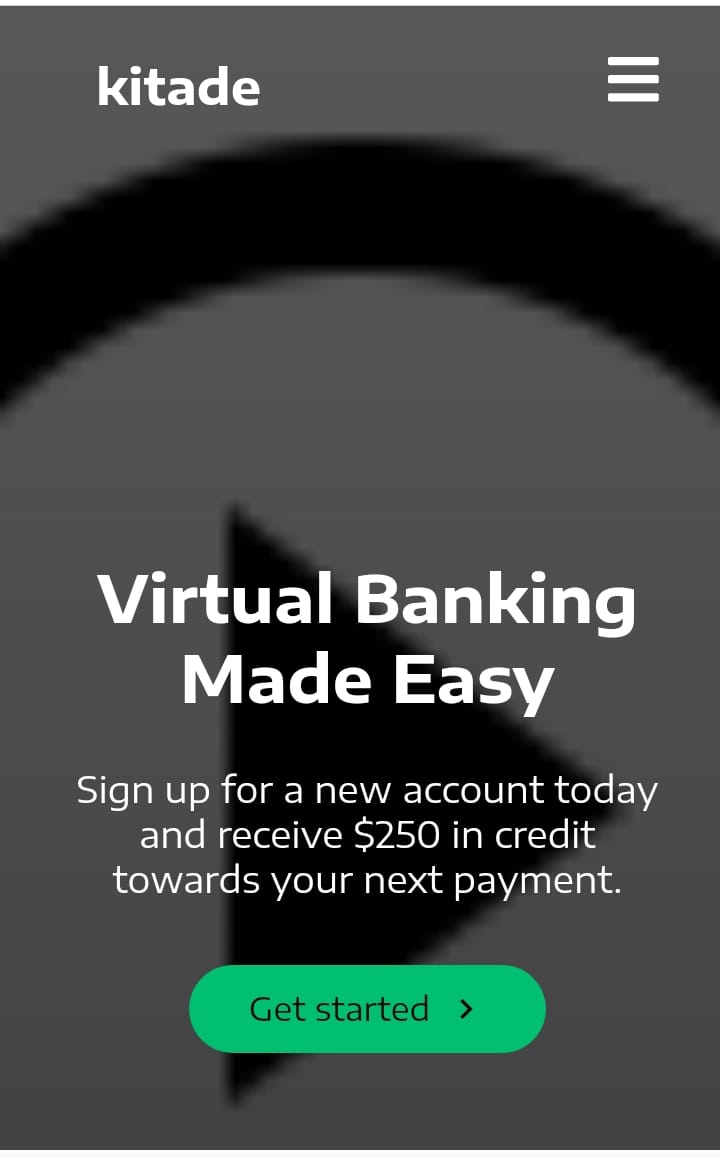 kitade
Virtual Banking
Made Easy
Sign up for a new account today
and receive $250 in credit
towards your next payment.
Get started